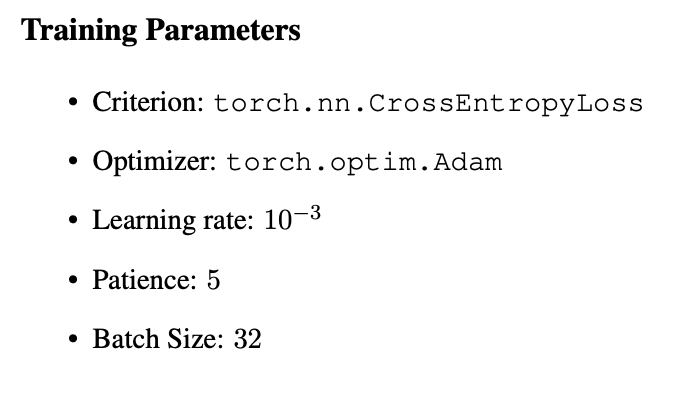 Training Parameters
• Criterion: torch.nn.CrossEntropyLoss
• Optimizer: torch.optim.Adam
• Learning rate: 10⁻³
• Patience: 5
• Batch Size: 32